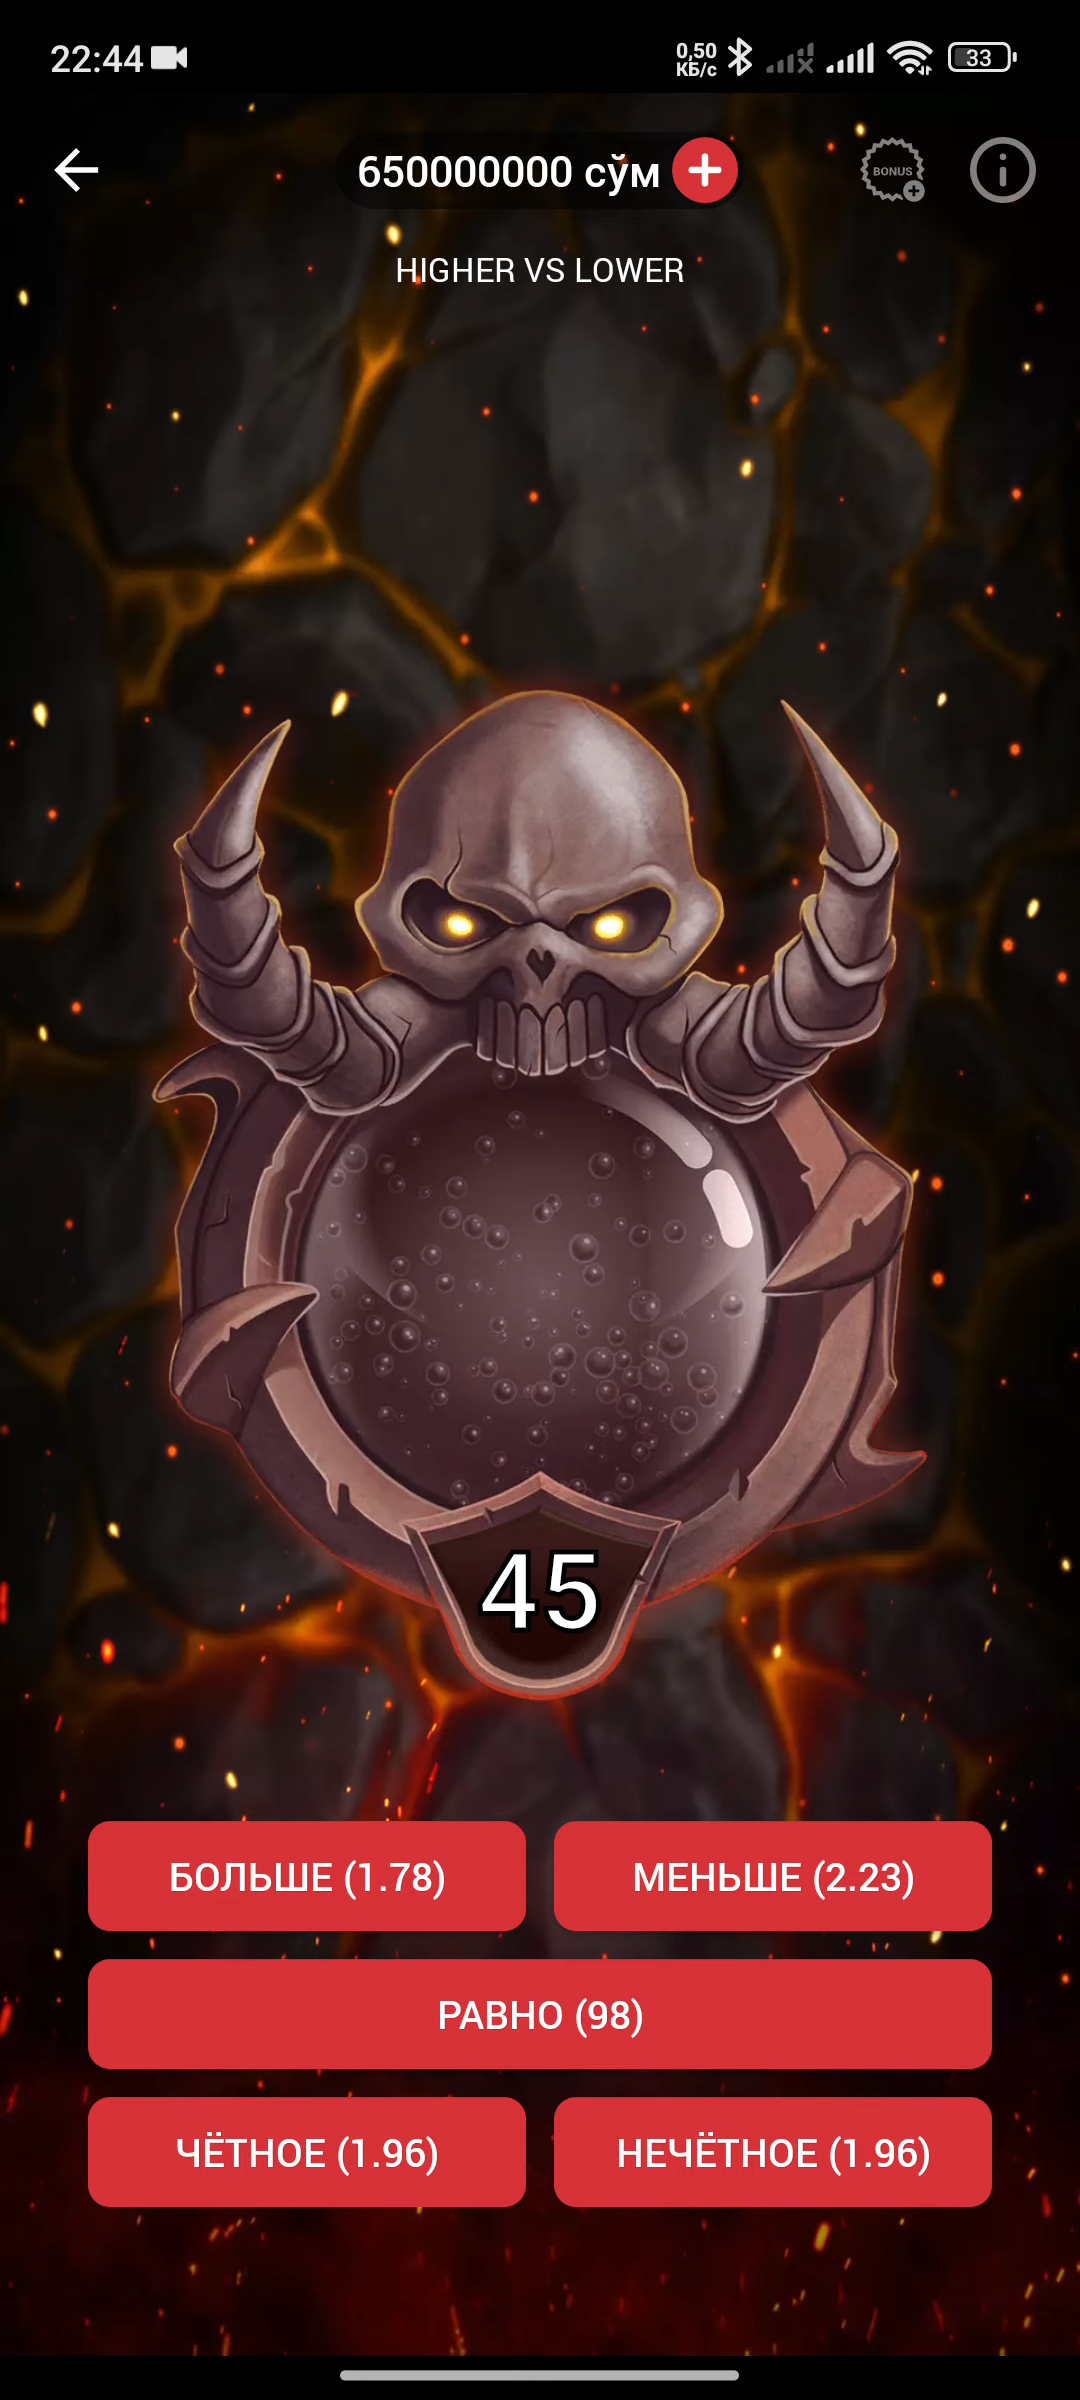 22:44
0,50
КБ/с
33
650000000 сўм
BONUS
HIGHER VS LOWER
45
БОЛЬШЕ (1.78)
МЕНЬШЕ (2.23)
РАВНО (98)
ЧЁТНОЕ (1.96)
НЕЧЁТНОЕ (1.96)